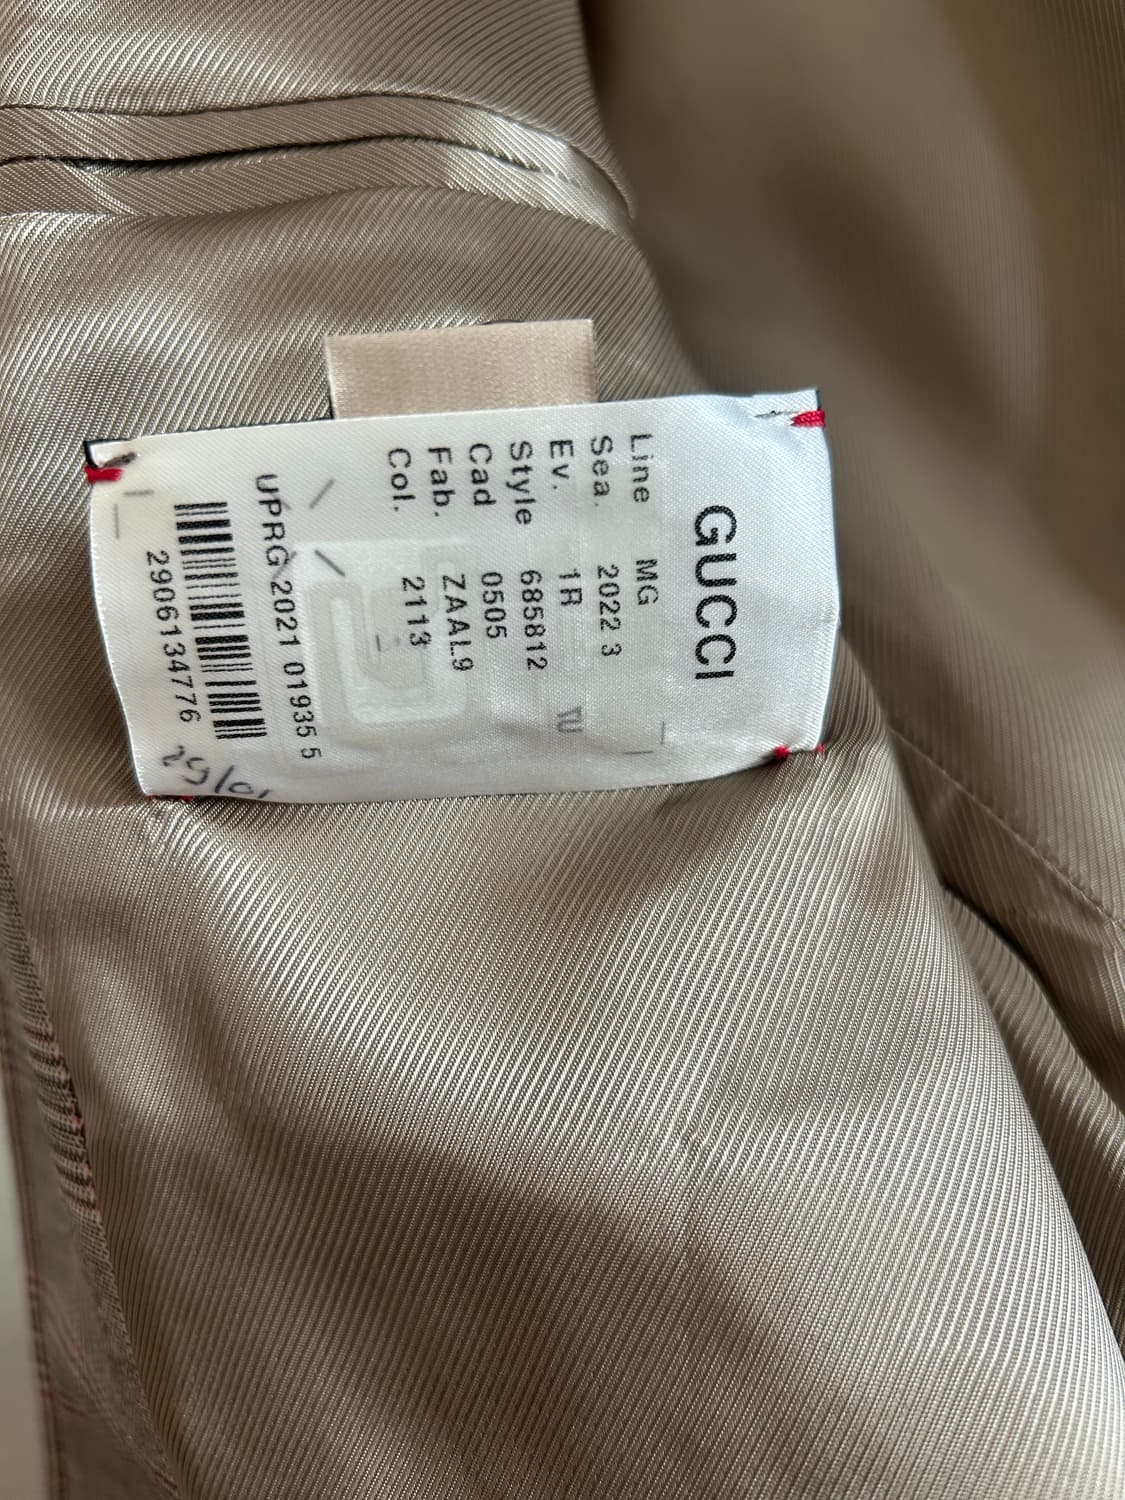 GUCCI
Line MG
Sea. 2022 3
Ev. 1R
Style 685812
Cad 0505
Fab. ZAAL9
Col. 2113
UPRG 2021 01935 5
2906134776